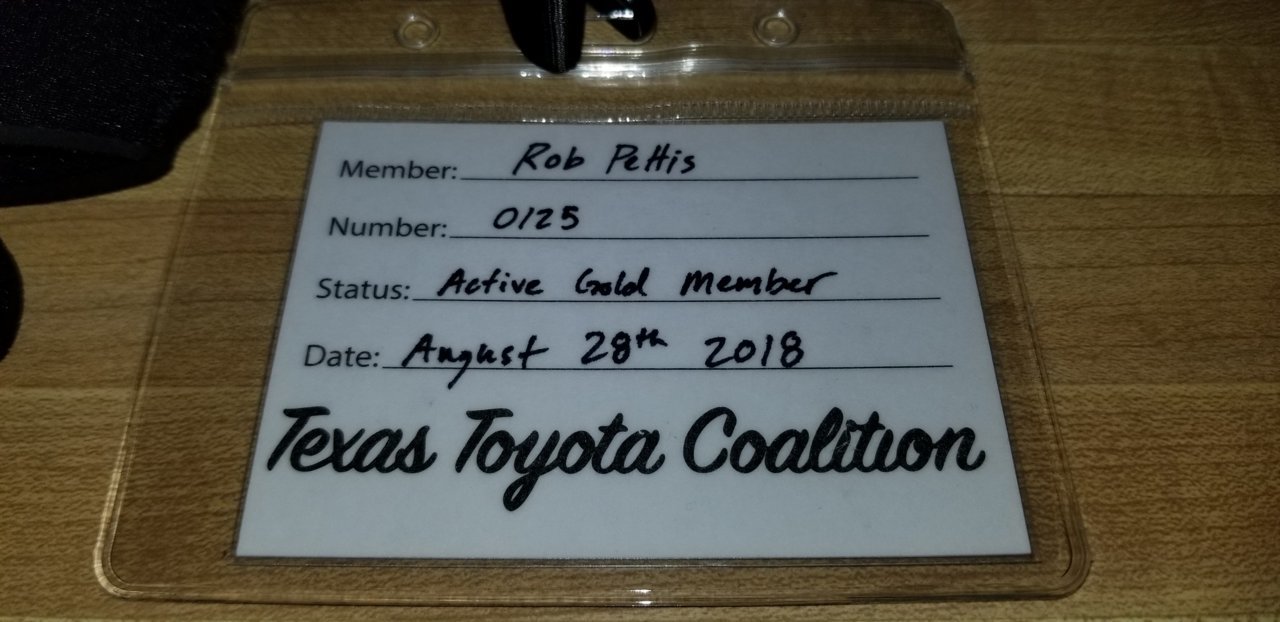 Member: Rob Pettis
Number: 0125
Status: Active Gold Member
Date: August 28th 2018
Texas Toyota Coalition